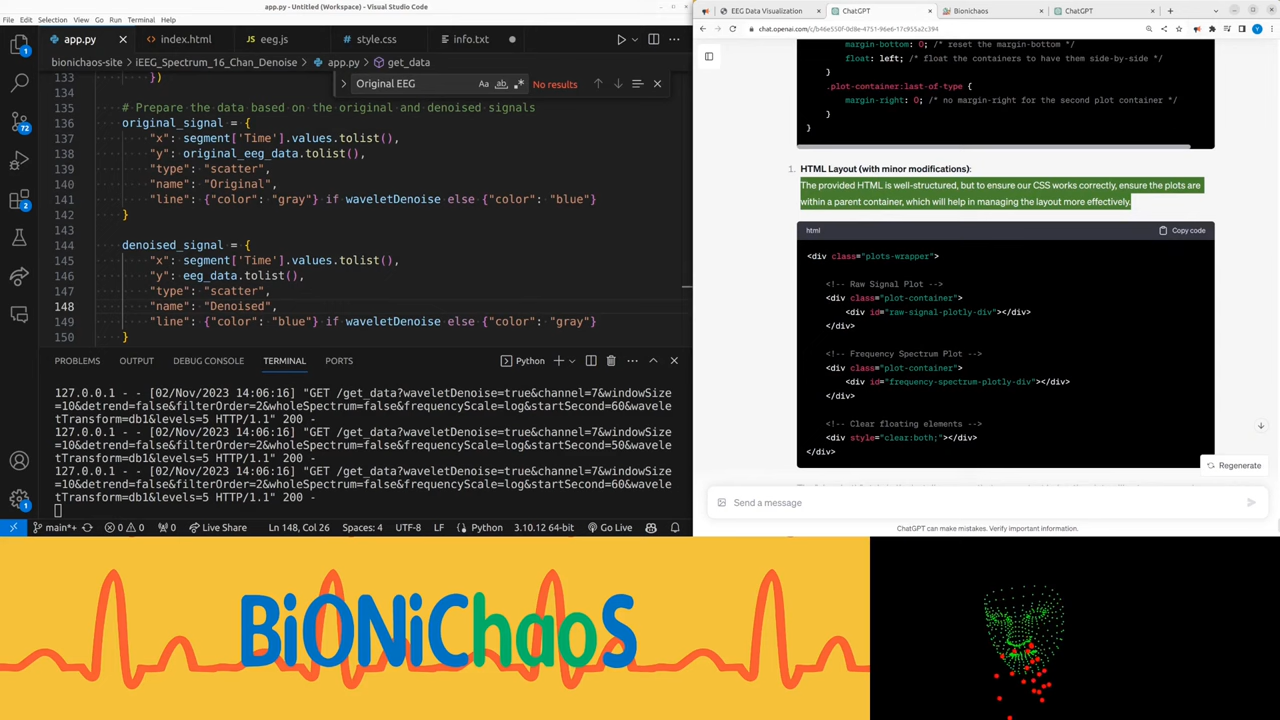 app.py - Untitled (Workspace) - Visual Studio Code
File Edit Selection View Go Run Terminal Help
app.py
eeg.js
style.css
info.txt
bionichaos-site > iEEG_Spectrum_16_Chan_Denoise > app.py > get_data
Original EEG
Aa ab No results
133 })
134
135 # Prepare the data based on the original and denoised signals
136 original_signal = {
137 "x": segment['Time'].values.tolist(),
138 "y": original_eeg_data.tolist(),
139 "type": "scatter",
140 "name": "Original",
141 "line": {"color": "gray"} if waveletDenoise else {"color": "blue"}
142 }
143
144 denoised_signal = {
145 "x": segment['Time'].values.tolist(),
146 "y": eeg_data.tolist(),
147 "type": "scatter",
148 "name": "Denoised",
149 "line": {"color": "blue"} if waveletDenoise else {"color": "gray"}
150 }
PROBLEMS OUTPUT DEBUG CONSOLE TERMINAL PORTS
Python
127.0.0.1 - - [02/Nov/2023 14:06:16] "GET /get_data?waveletDenoise=true&channel=7&windowSize
=10&detrend=false&filterOrder=2&wholeSpectrum=false&frequencyScale=log&startSecond=60&wavele
tTransform=db1&levels=5 HTTP/1.1" 200 -
127.0.0.1 - - [02/Nov/2023 14:06:16] "GET /get_data?waveletDenoise=true&channel=7&windowSize
=10&detrend=false&filterOrder=2&wholeSpectrum=false&frequencyScale=log&startSecond=50&wavele
tTransform=db1&levels=5 HTTP/1.1" 200 -
127.0.0.1 - - [02/Nov/2023 14:06:16] "GET /get_data?waveletDenoise=true&channel=7&windowSize
=10&detrend=false&filterOrder=2&wholeSpectrum=false&frequencyScale=log&startSecond=60&wavele
tTransform=db1&levels=5 HTTP/1.1" 200 -
72
1
1
main*+ 0 0 0 Live Share
Ln 148, Col 26 Spaces: 4 UTF-8 LF Python 3.10.12 64-bit Go Live
EEG Data Visualization
ChatGPT
Bionichaos
ChatGPT
chat.openai.com/c/b46e550f-0d8e-4751-96e6-17c955a2c394
Y
margin-bottom: 0; /* reset the margin-bottom */
float: left; /* float the containers to have them side-by-side */
}
.plot-container:last-of-type {
margin-right: 0; /* no margin-right for the second plot container */
}
}
1. HTML Layout (with minor modifications):
The provided HTML is well-structured, but to ensure our CSS works correctly, ensure the plots are
within a parent container, which will help in managing the layout more effectively.
html
Copy code
<div class="plots-wrapper">
<!-- Raw Signal Plot -->
<div class="plot-container">
<div id="raw-signal-plotly-div"></div>
</div>
<!-- Frequency Spectrum Plot -->
<div class="plot-container">
<div id="frequency-spectrum-plotly-div"></div>
</div>
<!-- Clear floating elements -->
<div style="clear:both;"></div>
</div>
Regenerate
Send a message
ChatGPT can make mistakes. Verify important information.
BiONiChaoS